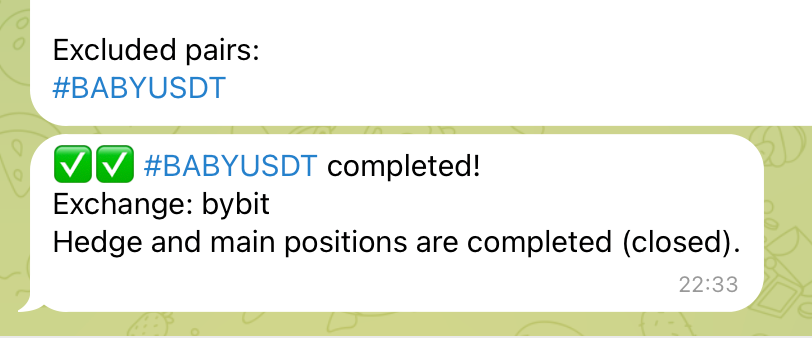 Excluded pairs:
#BABYUSDT
✅✅ #BABYUSDT completed!
Exchange: bybit
Hedge and main positions are completed (closed).
22:33